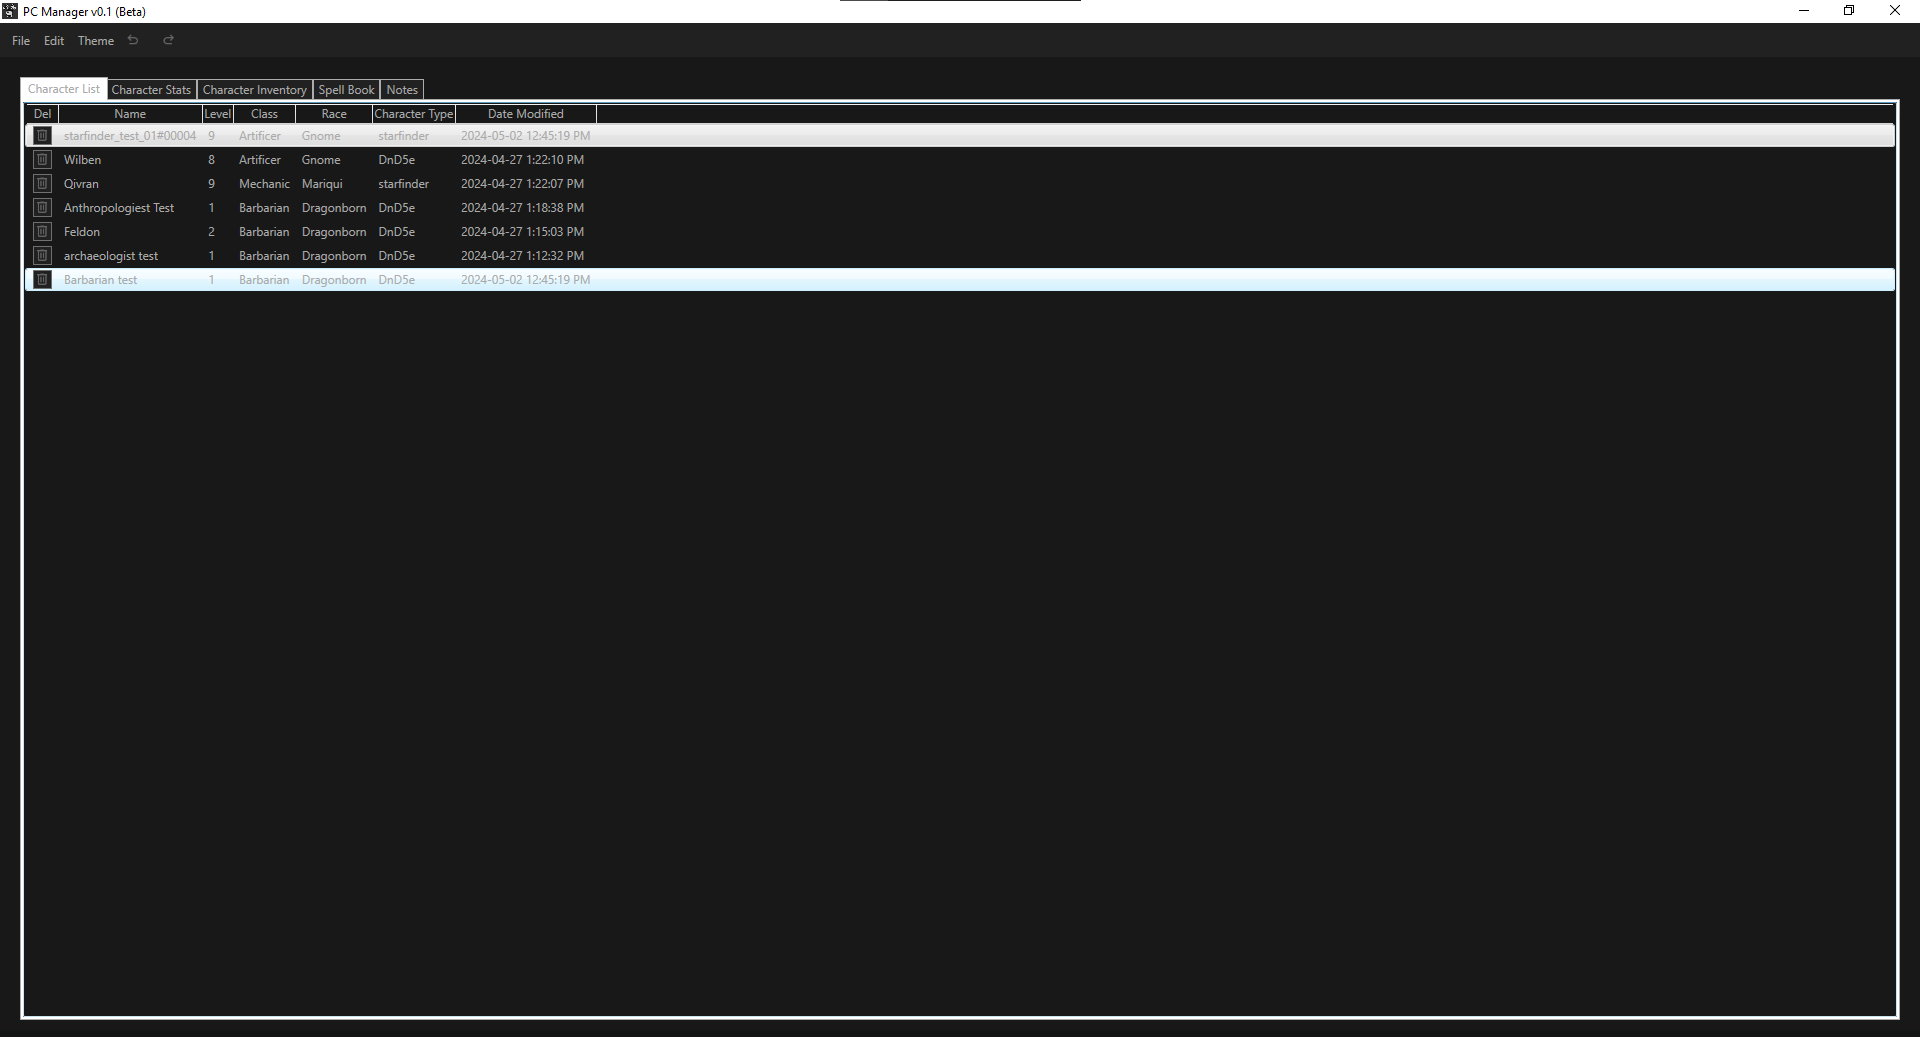 PC Manager v0.1 (Beta)
File Edit Theme
Character List Character Stats Character Inventory Spell Book Notes
Del Name Level Class Race Character Type Date Modified
starfinder_test_01#00004 9 Artificer Gnome starfinder 2024-05-02 12:45:19 PM
Wilben 8 Artificer Gnome DnD5e 2024-04-27 1:22:10 PM
Qivran 9 Mechanic Mariqui starfinder 2024-04-27 1:22:07 PM
Anthropologiest Test 1 Barbarian Dragonborn DnD5e 2024-04-27 1:18:38 PM
Feldon 2 Barbarian Dragonborn DnD5e 2024-04-27 1:15:03 PM
archaeologist test 1 Barbarian Dragonborn DnD5e 2024-04-27 1:12:32 PM
Barbarian test 1 Barbarian Dragonborn DnD5e 2024-05-02 12:45:19 PM